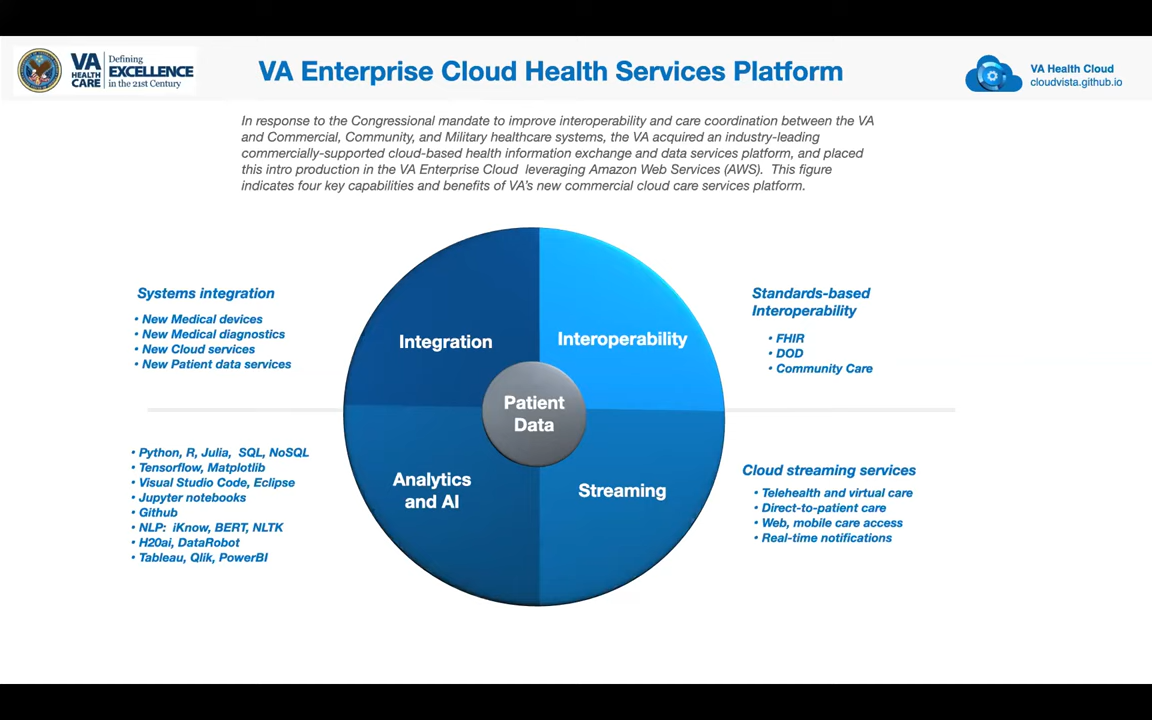 VA
HEALTH
CARE
Defining
EXCELLENCE
in the 21st Century
VA Enterprise Cloud Health Services Platform
VA Health Cloud
cloudvista.github.io
In response to the Congressional mandate to improve interoperability and care coordination between the VA
and Commercial, Community, and Military healthcare systems, the VA acquired an industry-leading
commercially-supported cloud-based health information exchange and data services platform, and placed
this intro production in the VA Enterprise Cloud leveraging Amazon Web Services (AWS). This figure
indicates four key capabilities and benefits of VA's new commercial cloud care services platform.
Systems integration
• New Medical devices
• New Medical diagnostics
• New Cloud services
• New Patient data services
Integration
Interoperability
Standards-based
Interoperability
• FHIR
• DOD
• Community Care
Patient
Data
• Python, R, Julia, SQL, NoSQL
• Tensorflow, Matplotlib
• Visual Studio Code, Eclipse
• Jupyter notebooks
• Github
• NLP: iKnow, BERT, NLTK
• H20ai, DataRobot
• Tableau, Qlik, PowerBI
Analytics
and AI
Streaming
Cloud streaming services
• Telehealth and virtual care
• Direct-to-patient care
• Web, mobile care access
• Real-time notifications